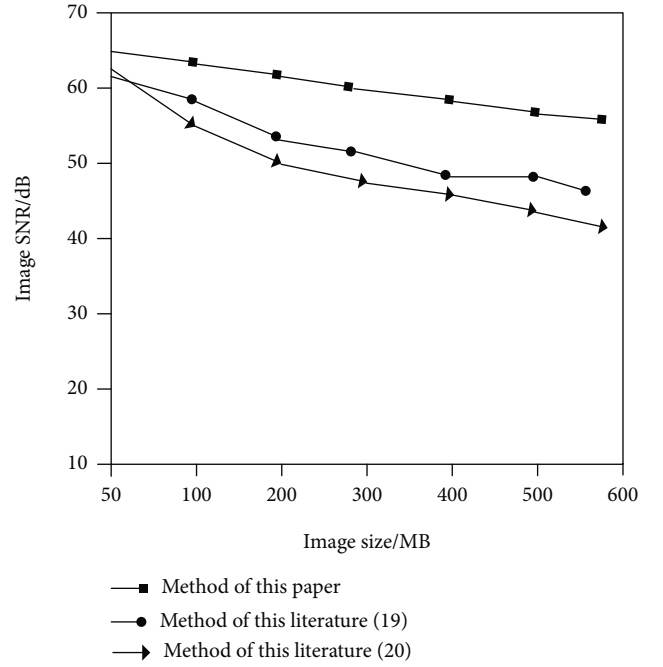 70
60
50
40
30
20
10
Image SNR/dB
50 100 200 300 400 500 600
Image size/MB
Method of this paper
Method of this literature (19)
Method of this literature (20)